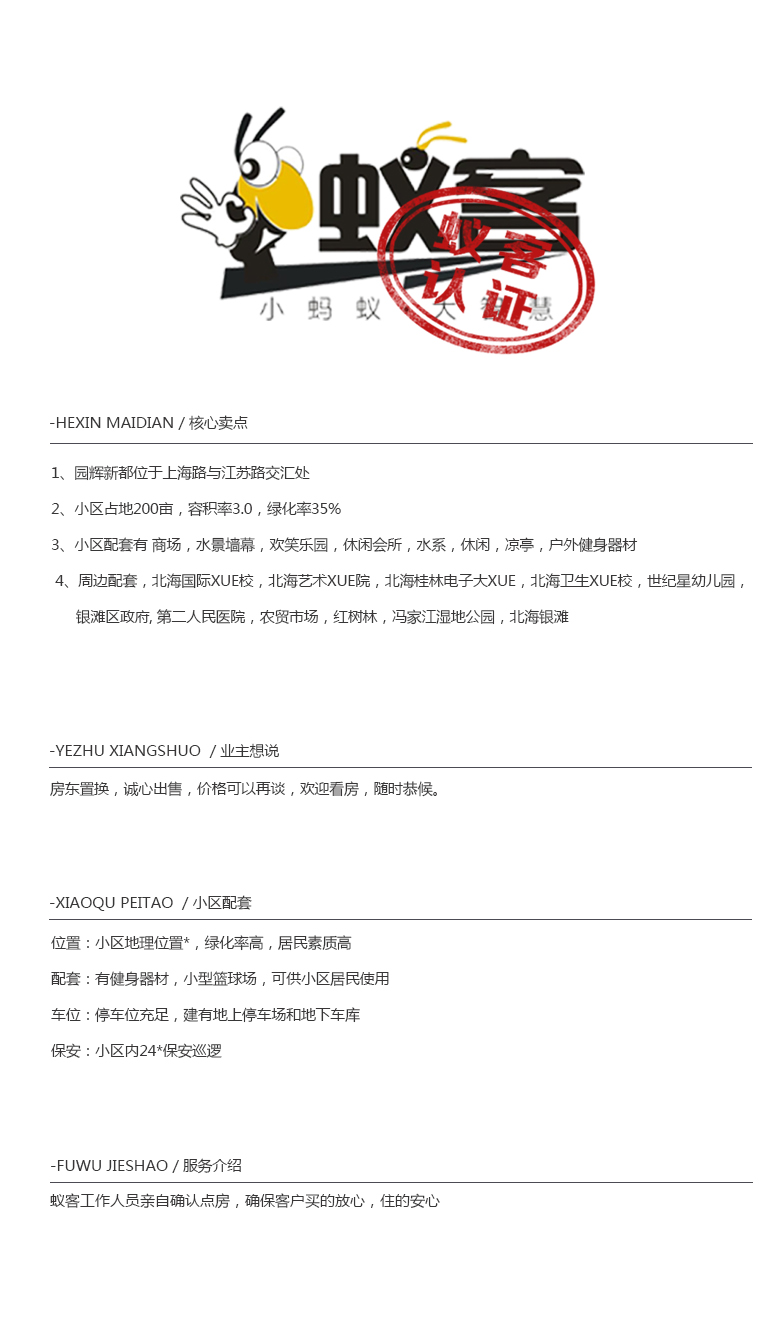 蚁客
蚁客
认证
小蚂蚁 大智慧
-HEXIN MAIDIAN / 核心卖点
1、园辉新都位于上海路与江苏路交汇处
2、小区占地200亩，容积率3.0，绿化率35%
3、小区配套有 商场，水景墙幕，欢笑乐园，休闲会所，水系，休闲，凉亭，户外健身器材
4、周边配套，北海国际XUE校，北海艺术XUE院，北海桂林电子大XUE，北海卫生XUE校，世纪星幼儿园，
银滩区政府, 第二人民医院，农贸市场，红树林，冯家江湿地公园，北海银滩
-YEZHU XIANGSHUO / 业主想说
房东置换，诚心出售，价格可以再谈，欢迎看房，随时恭候。
-XIAOQU PEITAO / 小区配套
位置：小区地理位置*，绿化率高，居民素质高
配套：有健身器材，小型篮球场，可供小区居民使用
车位：停车位充足，建有地上停车场和地下车库
保安：小区内24*保安巡逻
-FUWU JIESHAO / 服务介绍
蚁客工作人员亲自确认点房，确保客户买的放心，住的安心